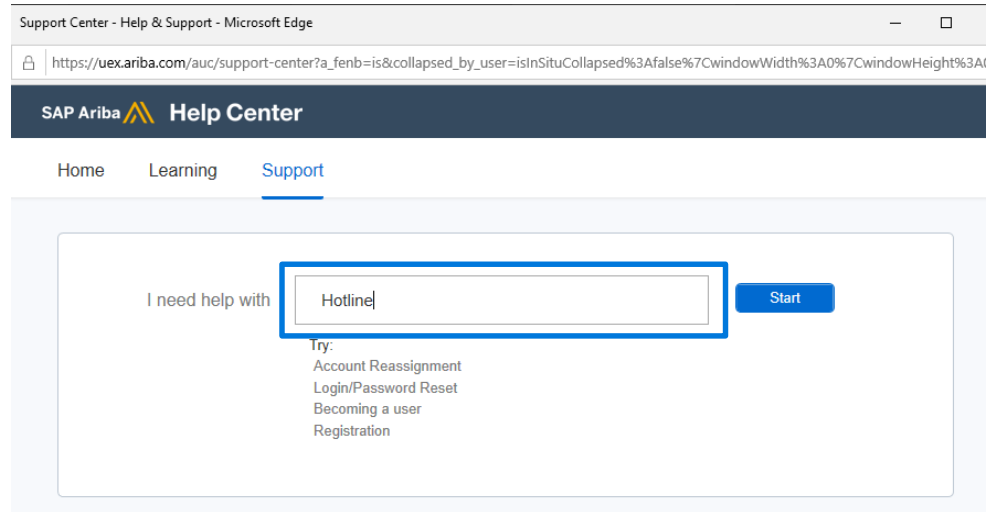 Support Center - Help & Support - Microsoft Edge
https://uex.ariba.com/auc/support-center?a_fenb=is&collapsed_by_user=isInSituCollapsed%3Afalse%7CwindowWidth%3A0%7CwindowHeight%3A0
SAP Ariba Help Center
Home Learning Support
I need help with Hotline Start
Try:
Account Reassignment
Login/Password Reset
Becoming a user
Registration